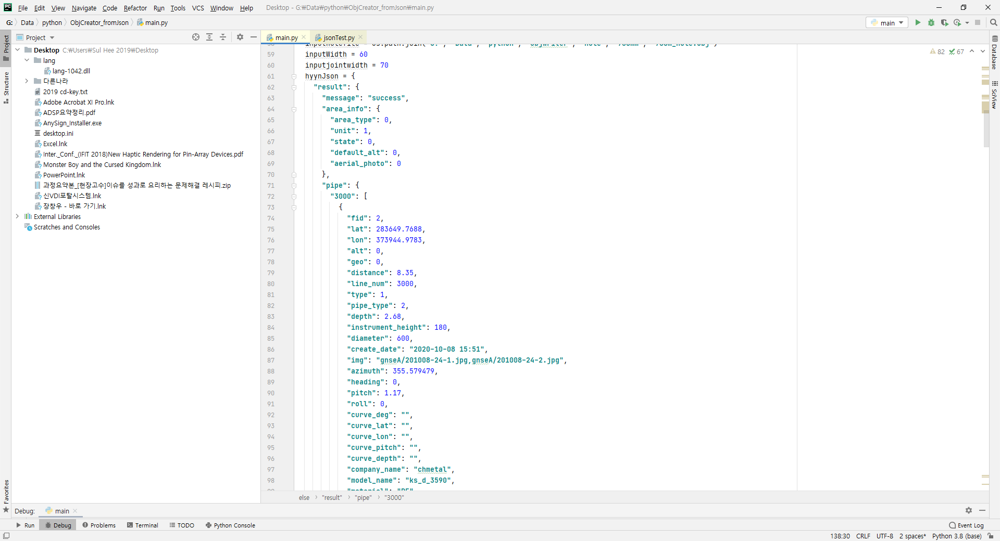 PC File Edit View Navigate Code Refactor Run Tools VCS Window Help Desktop - G:₩Data₩python₩ObjCreator_fromJson₩main.py
G: Data python ObjCreator_fromJson main.py main
Project
Structure
Favorites
Project
Desktop C:₩Users₩Sul Hee 2019₩Desktop
lang
lang-1042.dll
다른나라
2019 cd-key.txt
Adobe Acrobat XI Pro.lnk
ADSP요약정리.pdf
AnySign_Installer.exe
desktop.ini
Excel.lnk
Inter._Conf._(IFIT 2018)New Haptic Rendering for Pin-Array Devices.pdf
Monster Boy and the Cursed Kingdom.lnk
PowerPoint.lnk
과정요약본_[현장고수]이슈를 성과로 요리하는 문제해결 레시피.zip
신VDI포탈시스템.lnk
장창우 - 바로 가기.lnk
External Libraries
Scratches and Consoles
main.py jsonTest.py
82 67
59 inputWidth = 60
60 inputjointwidth = 70
61 hyynJson = {
62 "result": {
63 "message": "success",
64 "area_info": {
65 "area_type": 0,
66 "unit": 1,
67 "state": 0,
68 "default_alt": 0,
69 "aerial_photo": 0
70 },
71 "pipe": {
72 "3000": [
73 {
74 "fid": 2,
75 "lat": 283649.7688,
76 "lon": 373944.9783,
77 "alt": 0,
78 "geo": 0,
79 "distance": 8.35,
80 "line_num": 3000,
81 "type": 1,
82 "pipe_type": 2,
83 "depth": 2.68,
84 "instrument_height": 180,
85 "diameter": 600,
86 "create_date": "2020-10-08 15:51",
87 "img": "gnseA/201008-24-1.jpg,gnseA/201008-24-2.jpg",
88 "azimuth": 355.579479,
89 "heading": 0,
90 "pitch": 1.17,
91 "roll": 0,
92 "curve_deg": "",
93 "curve_lat": "",
94 "curve_lon": "",
95 "curve_pitch": "",
96 "curve_depth": "",
97 "company_name": "chmetal",
98 "model_name": "ks_d_3590",
else "result" "pipe" "3000"
Database
SciView
Debug: main
Run Debug Problems Terminal TODO Python Console Event Log
138:30 CRLF UTF-8 2 spaces* Python 3.8 (base)